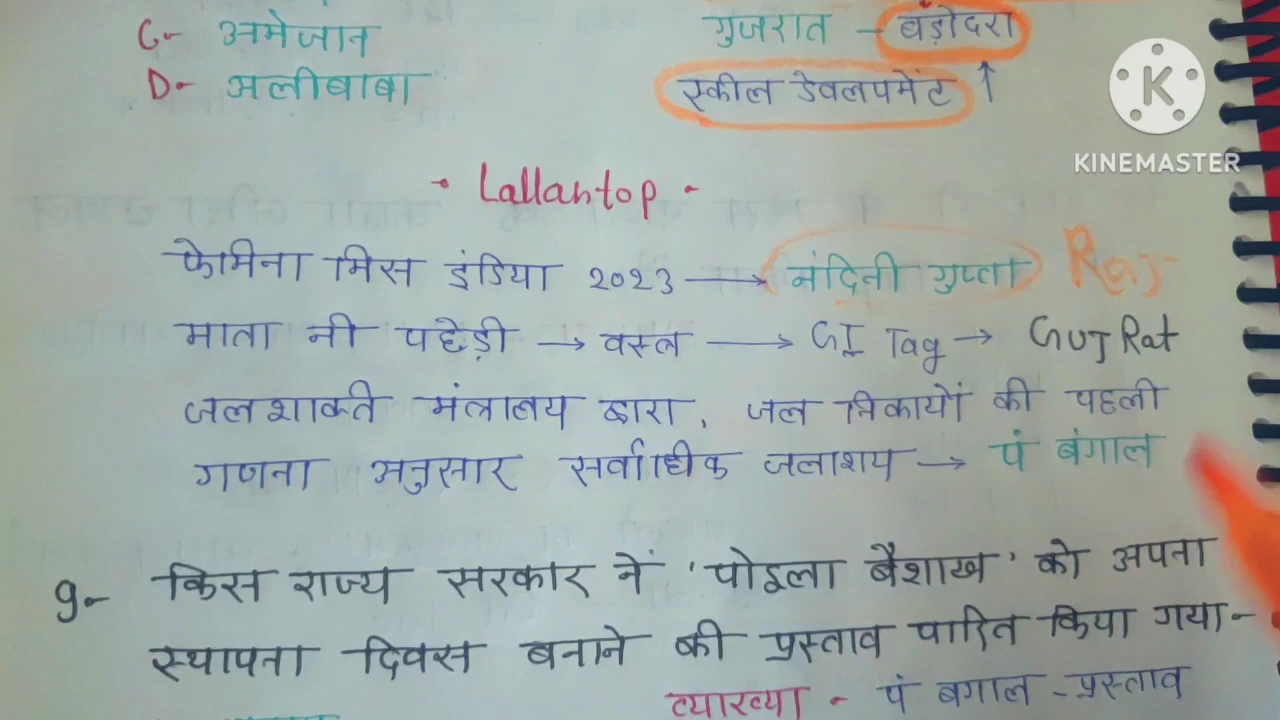 C- अमेजान
गुजरात - बड़ोदरा
D- अलीबाबा
स्कील डेवलपमेंट ↑
K
KINEMASTER
• Lallantop •
फेमिना मिस इंडिया 2023 → नंदिनी गुप्ता Raj-
माता नी पछेड़ी → वस्त्र → GI Tag → GUJRat
जलशक्ति मंत्रालय द्वारा, जल निकायों की पहली
गणना अनुसार सर्वाधिक जलाशय → पं बंगाल
9- किस राज्य सरकार नें 'पोइला बैशाख' को अपना
स्थापना दिवस बनाने की प्रस्ताव पारित किया गया-
व्याख्या - पं बगाल - प्रस्ताव